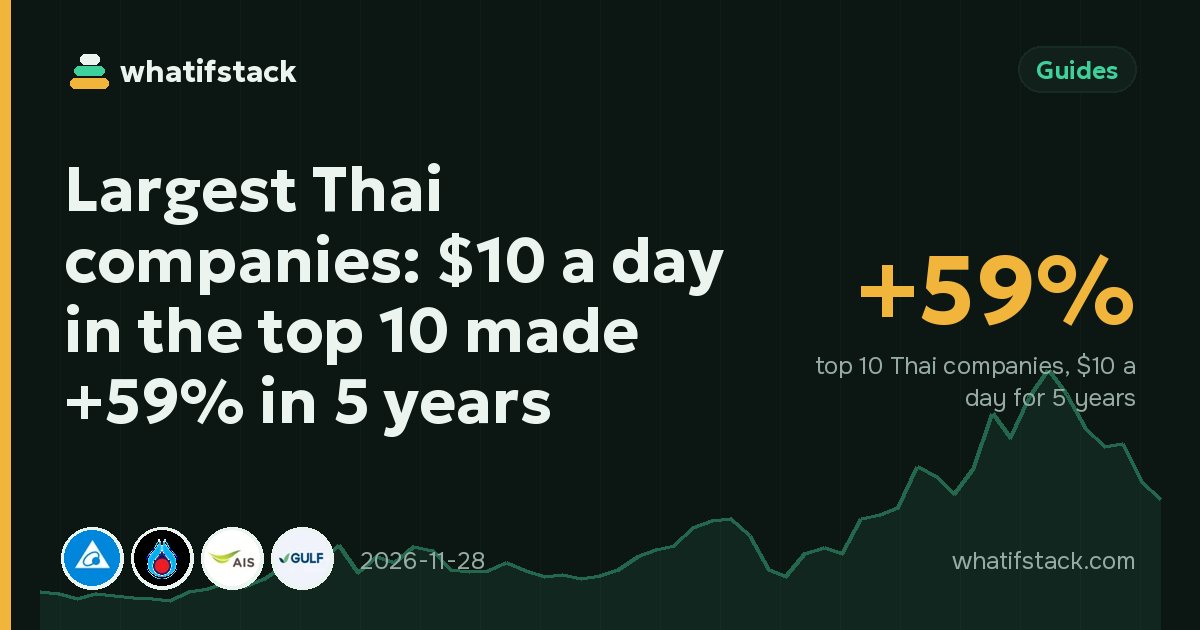 whatifstack
Guides
Largest Thai
companies: $10 a day
in the top 10 made
+59% in 5 years
+59%
top 10 Thai companies, $10 a
day for 5 years
AIS
GULF
2026-11-28
whatifstack.com